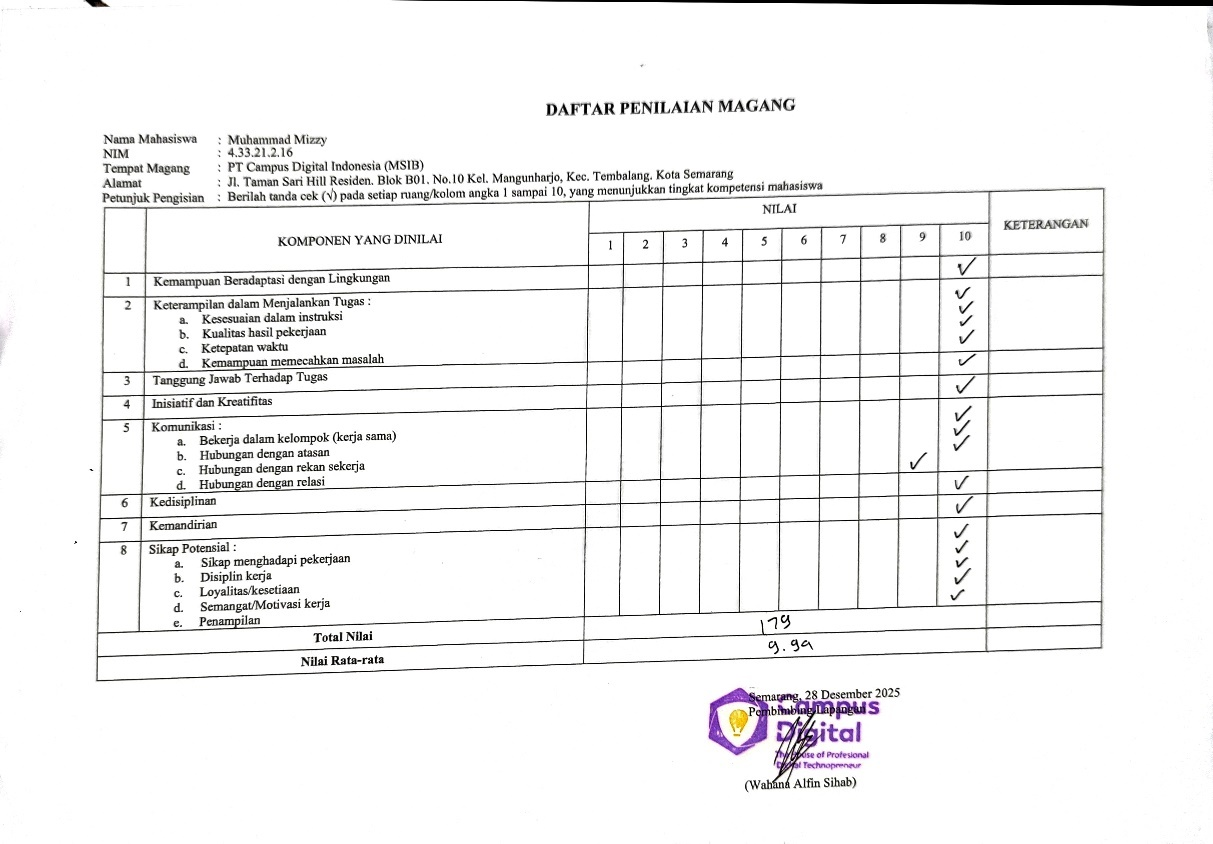 DAFTAR PENILAIAN MAGANG
Nama Mahasiswa : Muhammad Mizzy
NIM : 4.33.21.2.16
Tempat Magang : PT Campus Digital Indonesia (MSIB)
Alamat : Jl. Taman Sari Hill Residen. Blok B01. No.10 Kel. Mangunharjo, Kec. Tembalang. Kota Semarang
Petunjuk Pengisian : Berilah tanda cek (√) pada setiap ruang/kolom angka 1 sampai 10, yang menunjukkan tingkat kompetensi mahasiswa
KOMPONEN YANG DINILAI NILAI KETERANGAN
1 2 3 4 5 6 7 8 9 10
1 Kemampuan Beradaptasi dengan Lingkungan ✓
2 Keterampilan dalam Menjalankan Tugas : ✓
a. Kesesuaian dalam instruksi ✓
b. Kualitas hasil pekerjaan ✓
c. Ketepatan waktu ✓
d. Kemampuan memecahkan masalah
3 Tanggung Jawab Terhadap Tugas ✓
4 Inisiatif dan Kreatifitas ✓
5 Komunikasi :
a. Bekerja dalam kelompok (kerja sama) ✓
b. Hubungan dengan atasan ✓
c. Hubungan dengan rekan sekerja ✓
d. Hubungan dengan relasi ✓
6 Kedisiplinan ✓
7 Kemandirian ✓
8 Sikap Potensial :
a. Sikap menghadapi pekerjaan ✓
b. Disiplin kerja ✓
c. Loyalitas/kesetiaan ✓
d. Semangat/Motivasi kerja ✓
e. Penampilan ✓
Total Nilai 179
Nilai Rata-rata 9.99
Semarang, 28 Desember 2025
Pembimbing Lapangan
Campus
Digital
The House of Profesional
Digital Technopreneur
(Wahana Alfin Sihab)